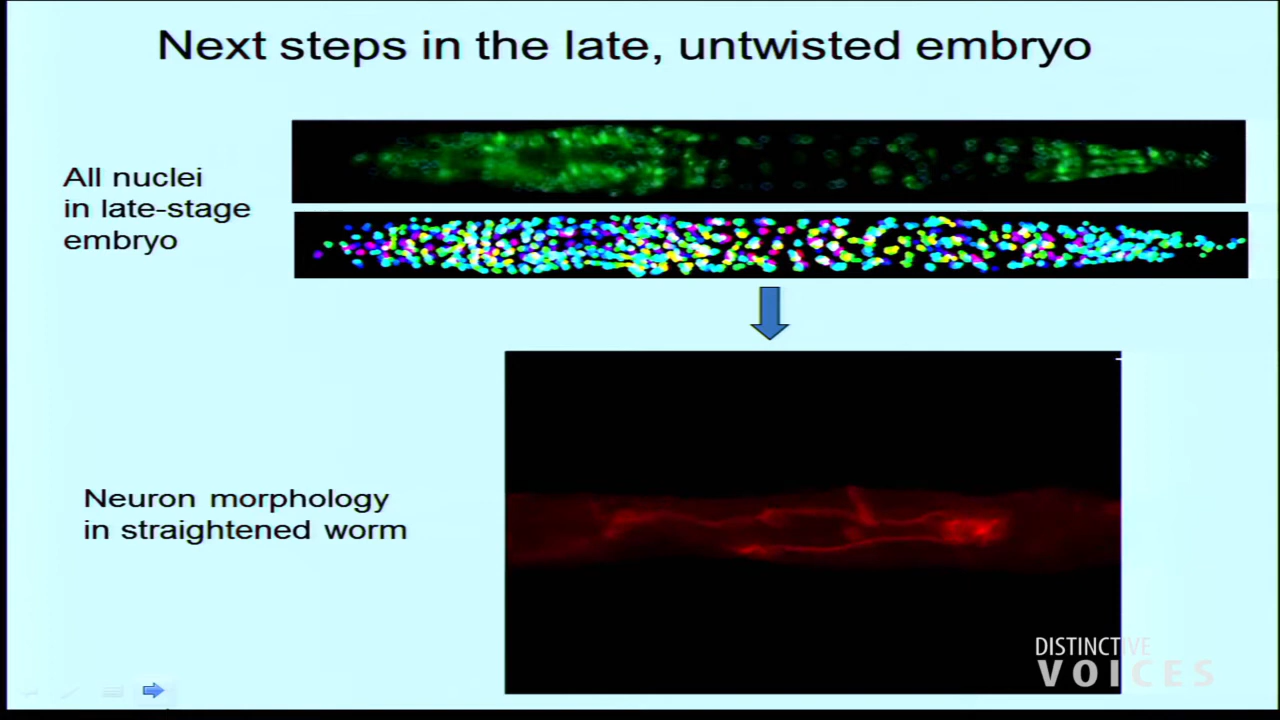 Next steps in the late, untwisted embryo
All nuclei
in late-stage
embryo
Neuron morphology
in straightened worm
DISTINCTIVE
VOICES